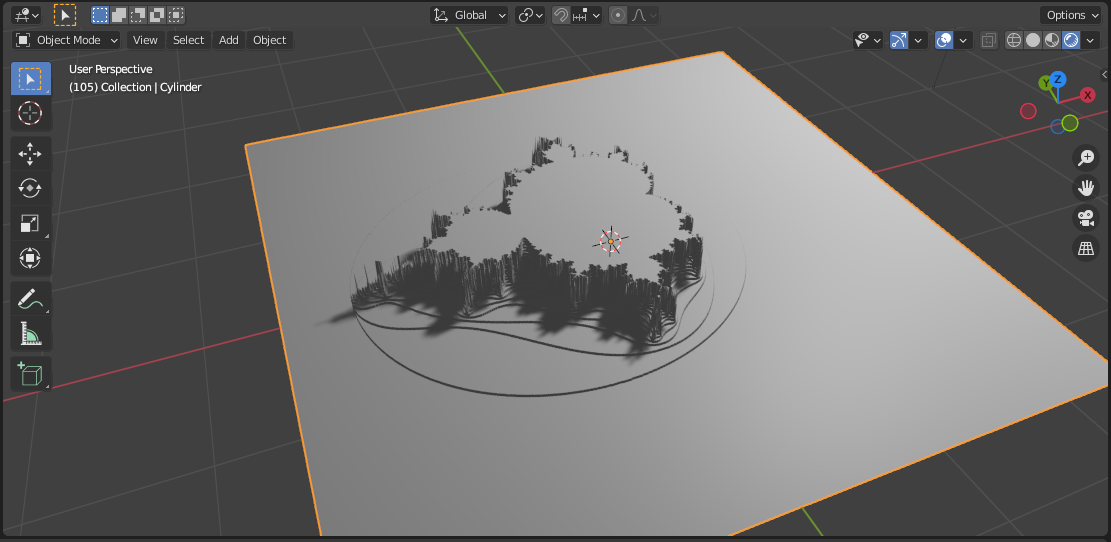 Global
Options
Object Mode View Select Add Object
User Perspective
(105) Collection | Cylinder
Z
Y
X